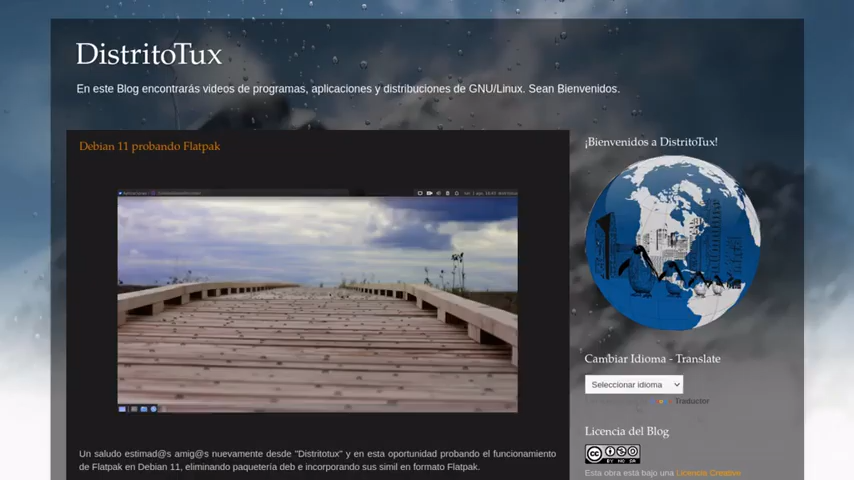 DistritoTux
En este Blog encontrarás videos de programas, aplicaciones y distribuciones de GNU/Linux. Sean Bienvenidos.
Debian 11 probando Flatpak
Un saludo estimad@s amig@s nuevamente desde "Distritotux" y en esta oportunidad probando el funcionamiento
de Flatpak en Debian 11, eliminando paquetería deb e incorporando sus simil en formato Flatpak.
¡Bienvenidos a DistritoTux!
Cambiar Idioma - Translate
Seleccionar idioma
Traductor
Licencia del Blog
Esta obra está bajo una Licencia Creative